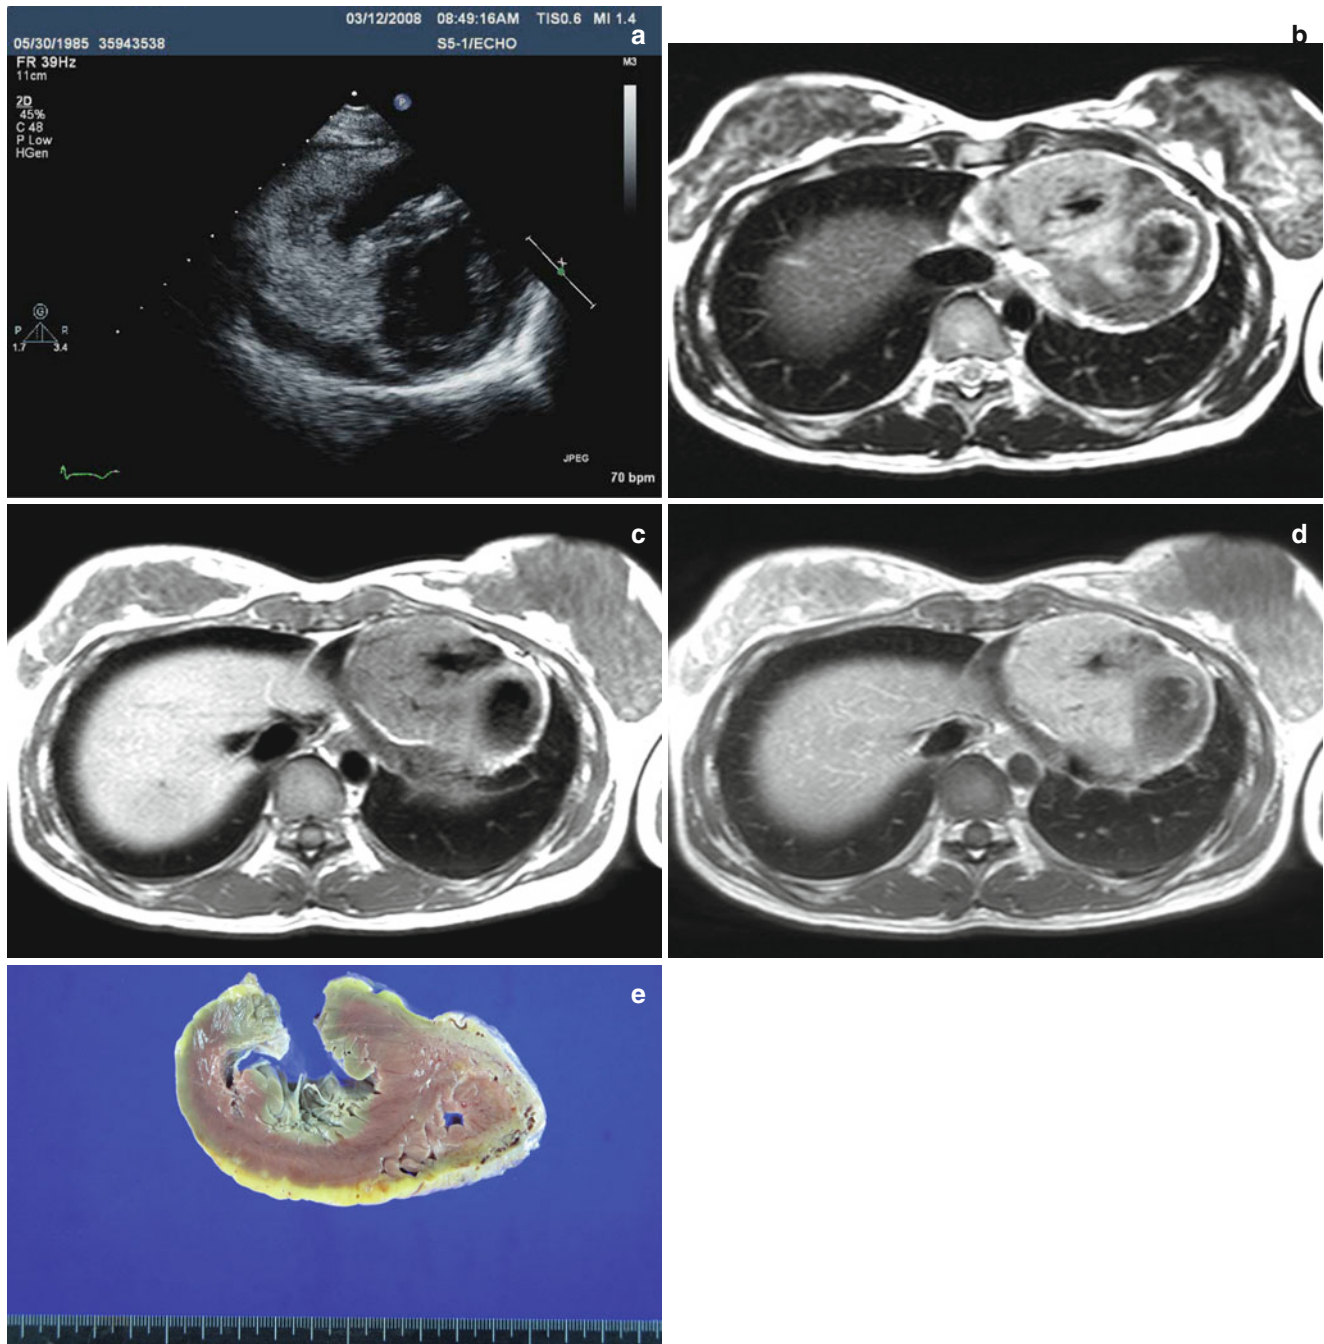 03/12/2008 08:49:16AM TIS0.6 MI 1.4
a
05/30/1985 35943538 S5-1/ECHO
FR 39Hz
11cm
M3
2D
45%
C 48
P Low
HGen
P
G
P R
1.7 3.4
JPEG
70 bpm
b
c
d
e